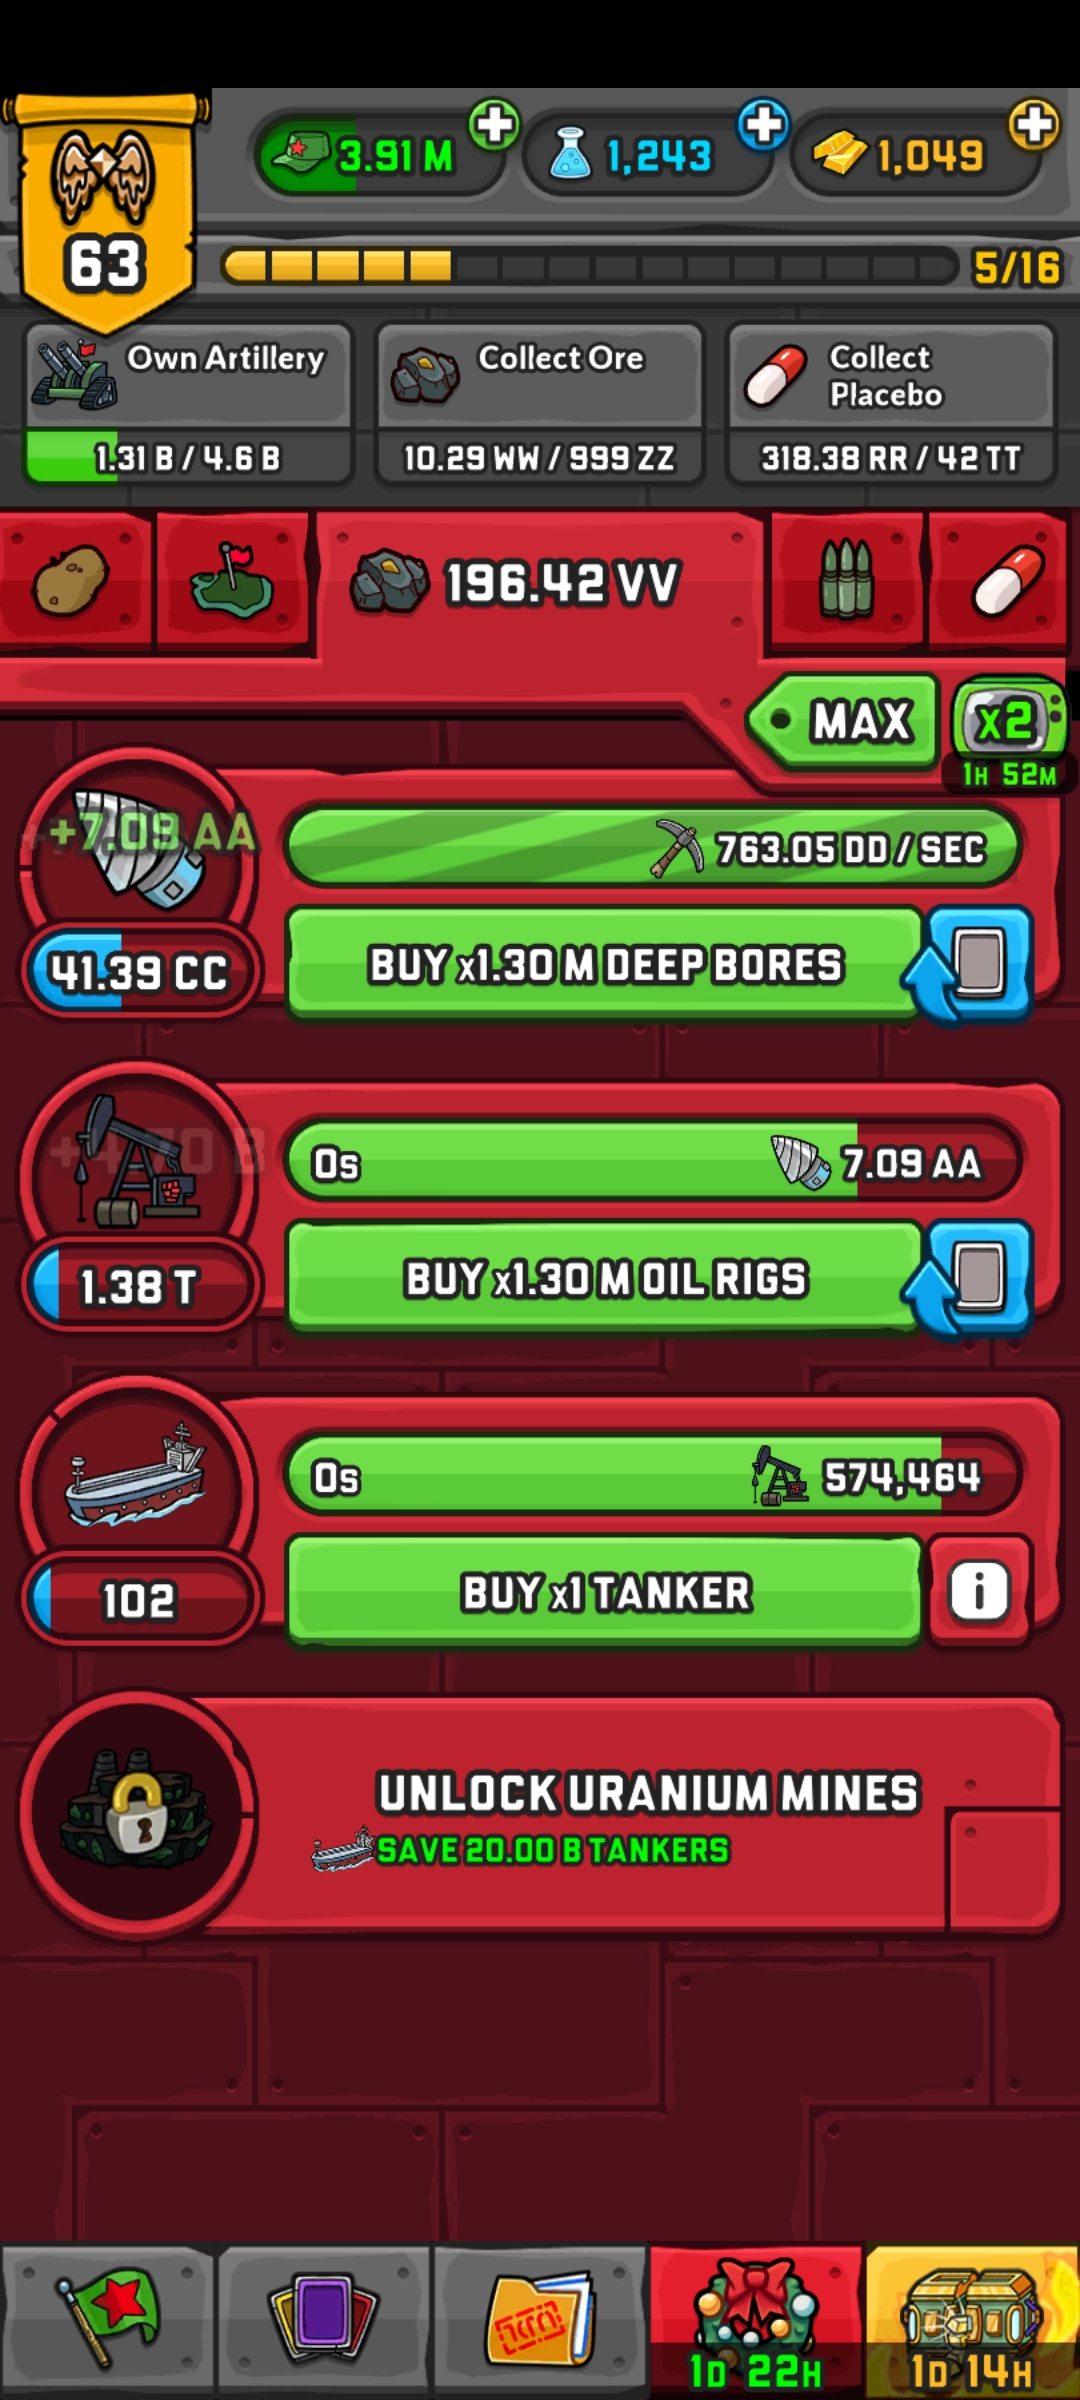 3.91 M
1,243
1,049
63
5/16
Own Artillery
1.31 B / 4.6 B
Collect Ore
10.29 WW / 999 ZZ
Collect
Placebo
318.38 RR / 42 TT
196.42 VV
MAX
x2
1H 52M
+7.09 AA
763.05 DD / SEC
41.39 CC
BUY x1.30 M DEEP BORES
+4.70 B
0s
7.09 AA
1.38 T
BUY x1.30 M OIL RIGS
0s
574,464
102
BUY x1 TANKER
i
UNLOCK URANIUM MINES
SAVE 20.00 B TANKERS
1D 22H
1D 14H